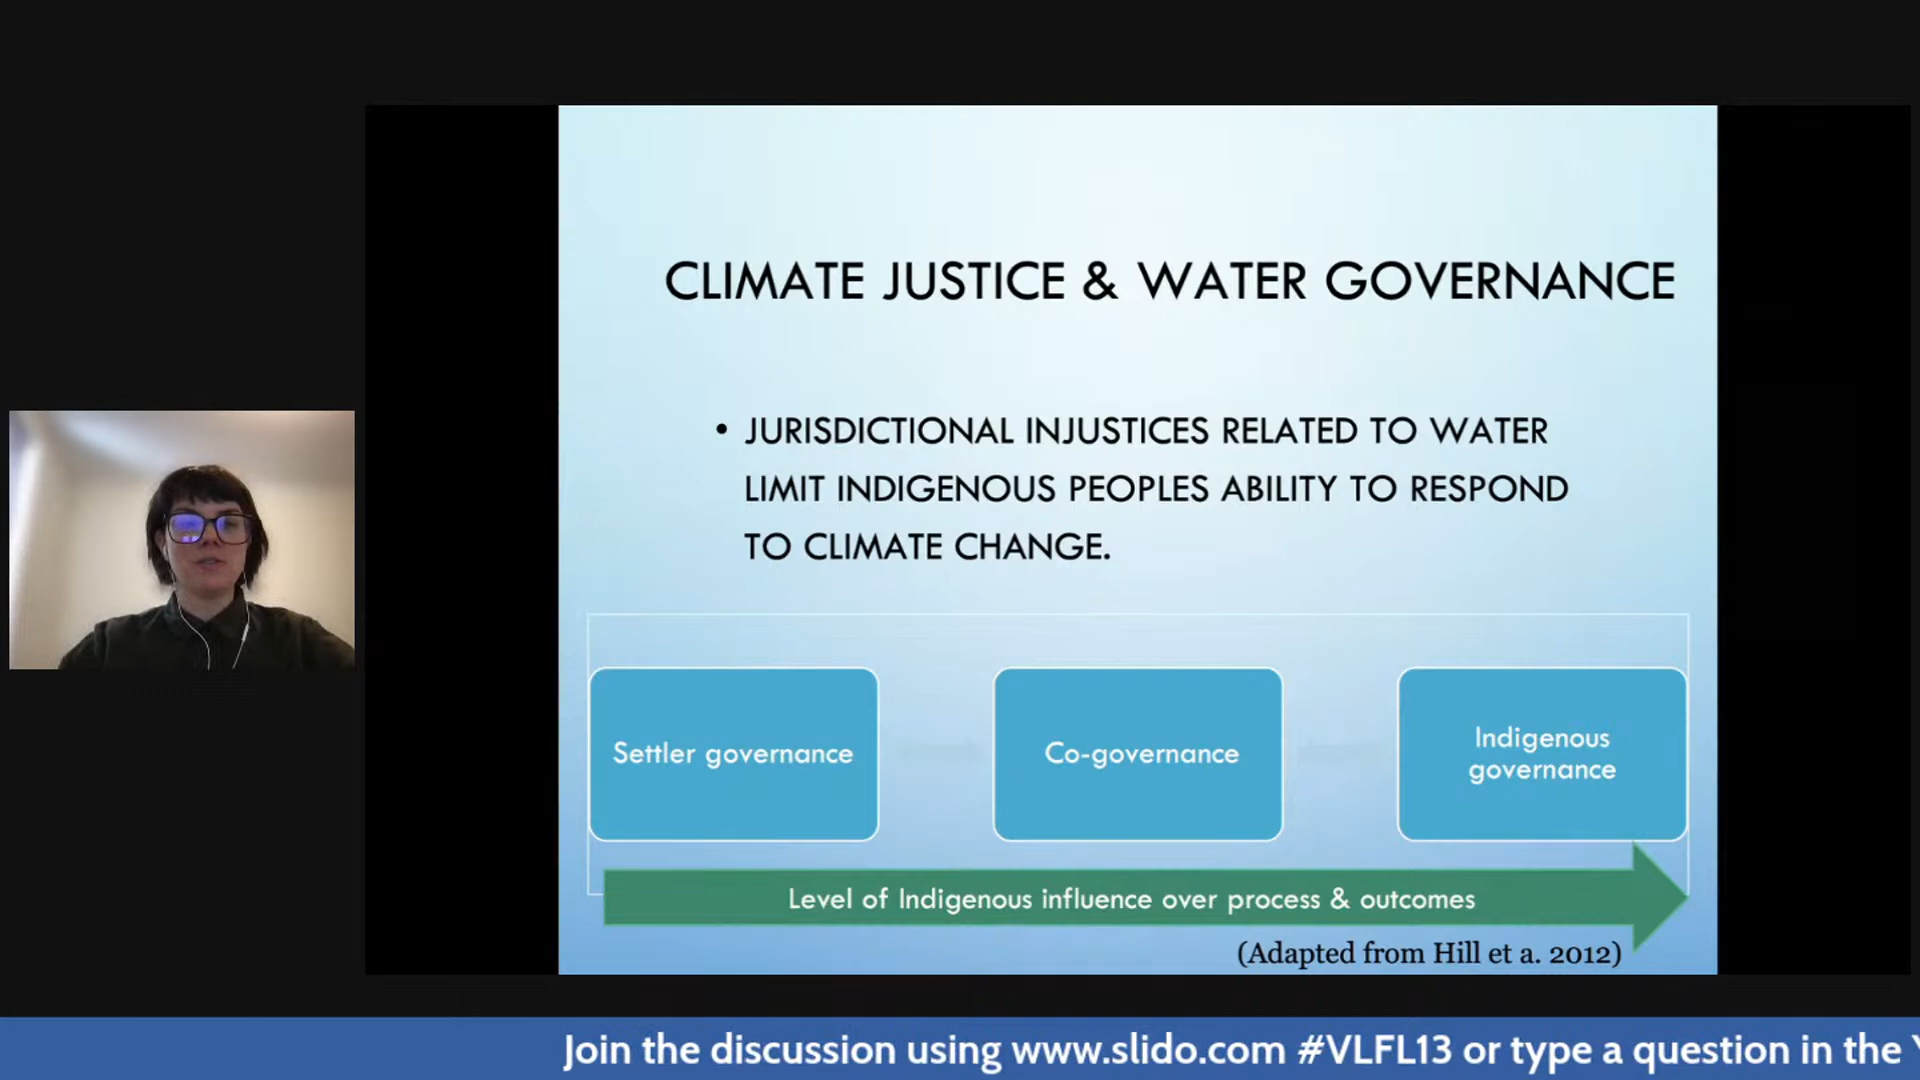 CLIMATE JUSTICE & WATER GOVERNANCE
• JURISDICTIONAL INJUSTICES RELATED TO WATER
LIMIT INDIGENOUS PEOPLES ABILITY TO RESPOND
TO CLIMATE CHANGE.
Settler governance
Co-governance
Indigenous
governance
Level of Indigenous influence over process & outcomes
(Adapted from Hill et a. 2012)
Join the discussion using www.slido.com #VLFL13 or type a question in the